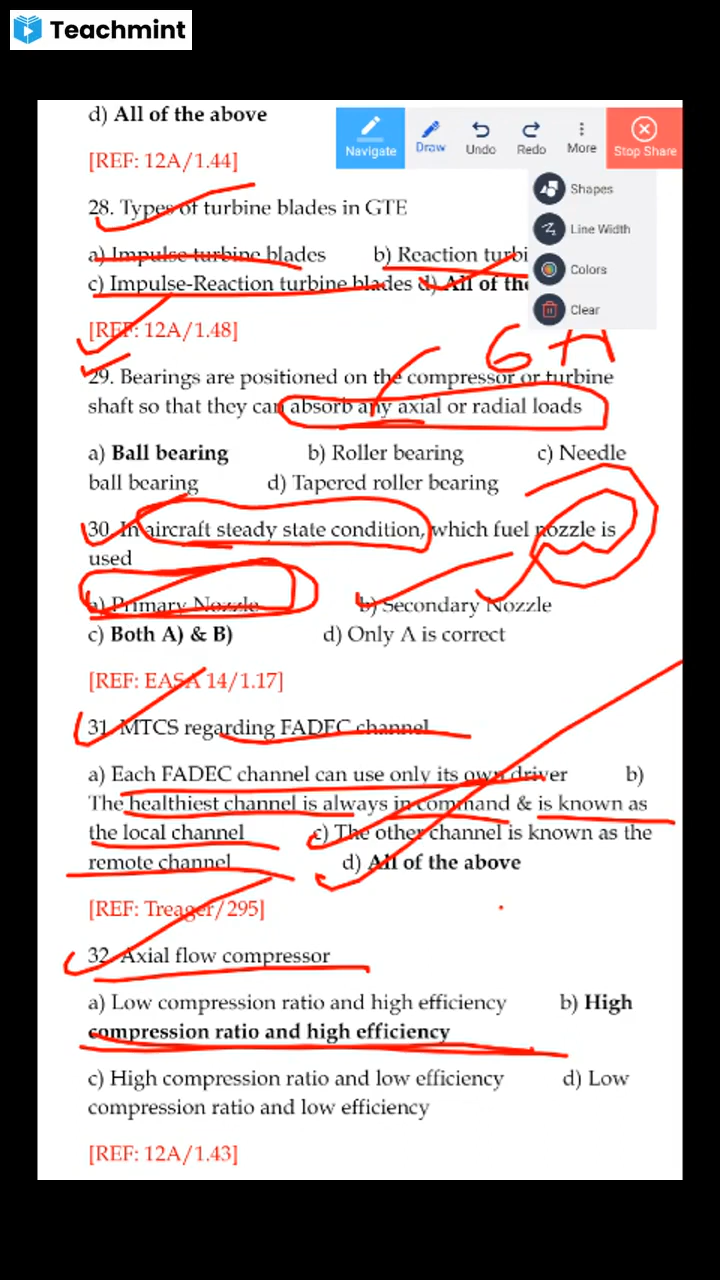 Teachmint
d) All of the above
Navigate Draw Undo Redo More Stop Share
[REF: 12A/1.44]
Shapes
28. Types of turbine blades in GTE
Line Width
a) Impulse turbine blades b) Reaction turbi
Colors
c) Impulse-Reaction turbine blades d) All of the
Clear
[REF: 12A/1.48]
29. Bearings are positioned on the compressor or turbine
shaft so that they can absorb any axial or radial loads
a) Ball bearing b) Roller bearing c) Needle
ball bearing d) Tapered roller bearing
30. In aircraft steady state condition, which fuel nozzle is
used
a) Primary Nozzle b) Secondary Nozzle
c) Both A) & B) d) Only A is correct
[REF: EASA 14/1.17]
31. MTCS regarding FADEC channel
a) Each FADEC channel can use only its own driver b)
The healthiest channel is always in command & is known as
the local channel c) The other channel is known as the
remote channel d) All of the above
[REF: Treager/295]
32. Axial flow compressor
a) Low compression ratio and high efficiency b) High
compression ratio and high efficiency
c) High compression ratio and low efficiency d) Low
compression ratio and low efficiency
[REF: 12A/1.43]